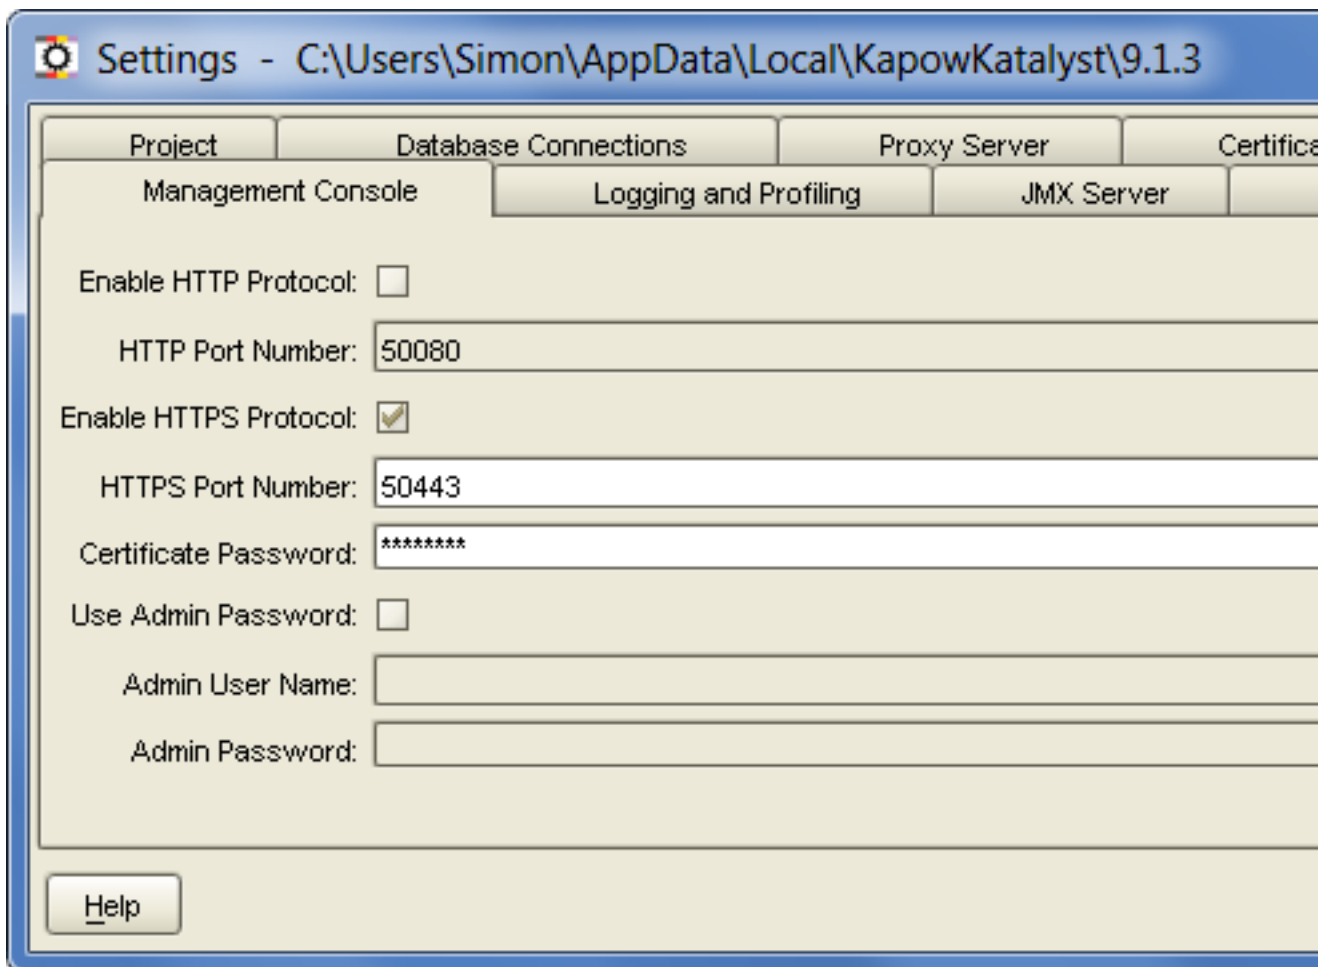 Settings - C:\Users\Simon\AppData\Local\KapowKatalyst\9.1.3
Project Database Connections Proxy Server Certifica
Management Console Logging and Profiling JMX Server
Enable HTTP Protocol:
HTTP Port Number: 50080
Enable HTTPS Protocol:
HTTPS Port Number: 50443
Certificate Password: ********
Use Admin Password:
Admin User Name:
Admin Password:
Help